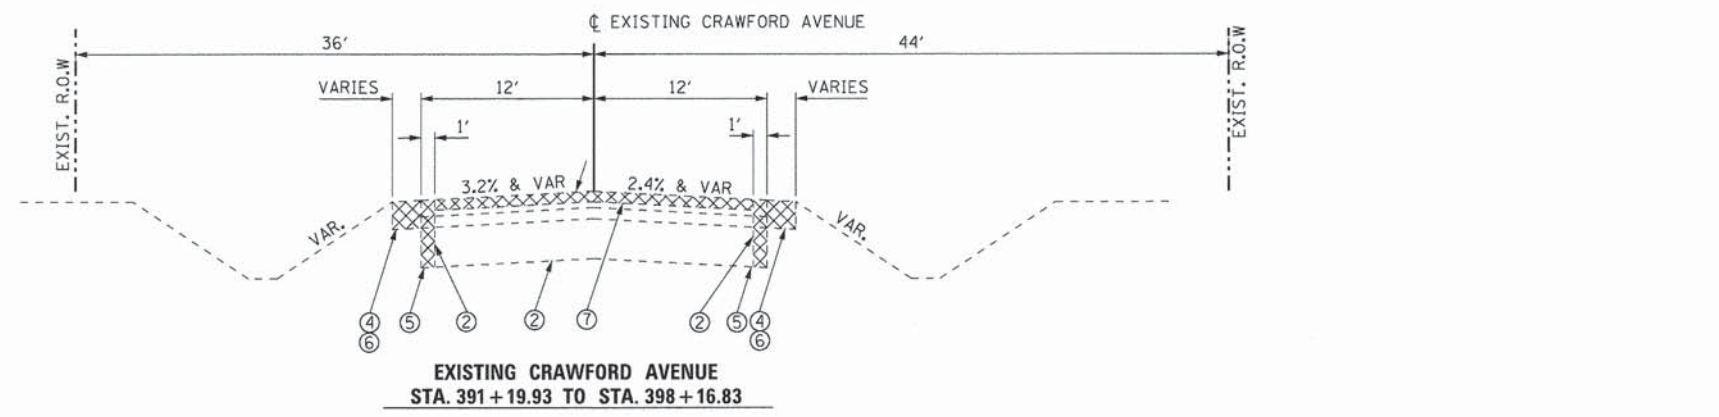 ℄ EXISTING CRAWFORD AVENUE
36' 44'
EXIST. R.O.W
EXIST. R.O.W
VARIES 12' 12' VARIES
1' 1'
3.2% & VAR 2.4% & VAR
VAR. VAR.
④ ⑤ ② ② ⑦ ② ⑤ ④
⑥ ⑥
EXISTING CRAWFORD AVENUE
STA. 391+19.93 TO STA. 398+16.83